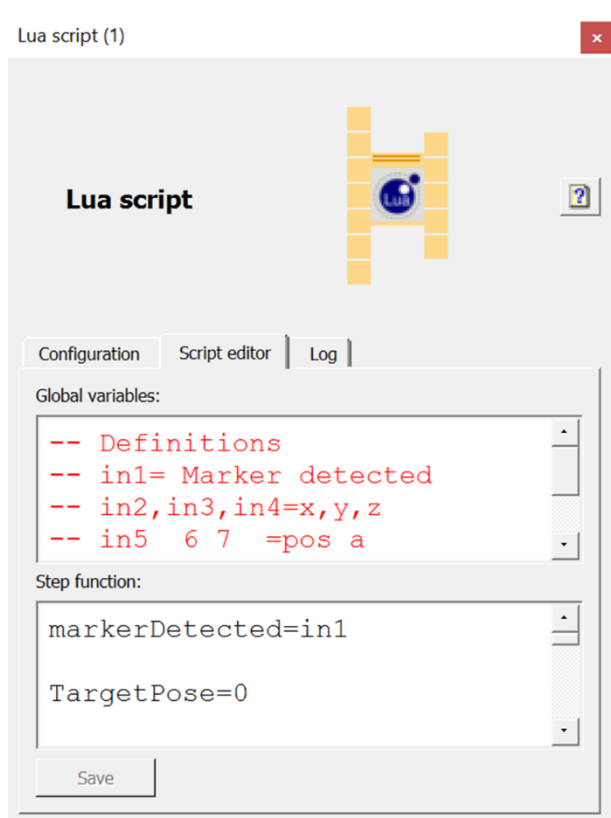 Lua script (1)
Lua script
Lua
Configuration Script editor Log
Global variables:
-- Definitions
-- in1= Marker detected
-- in2,in3,in4=x,y,z
-- in5  6 7  =pos a
Step function:
markerDetected=in1
TargetPose=0
Save